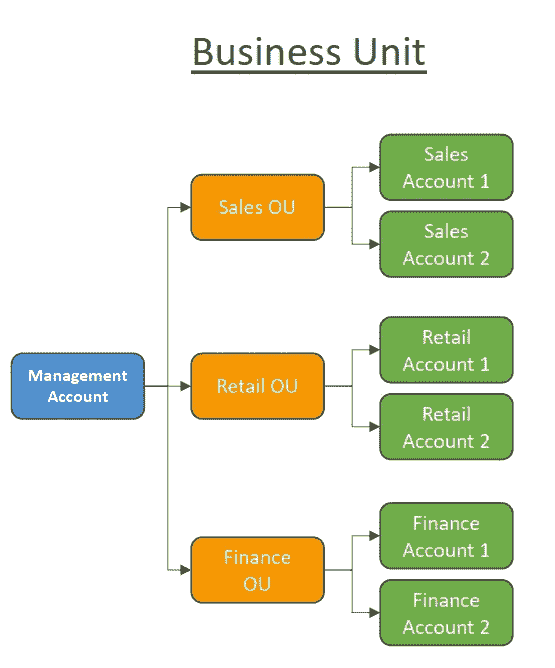 Business Unit
Sales
Account 1
Sales OU
Sales
Account 2
Retail
Account 1
Management
Account
Retail OU
Retail
Account 2
Finance
Account 1
Finance
OU
Finance
Account 2